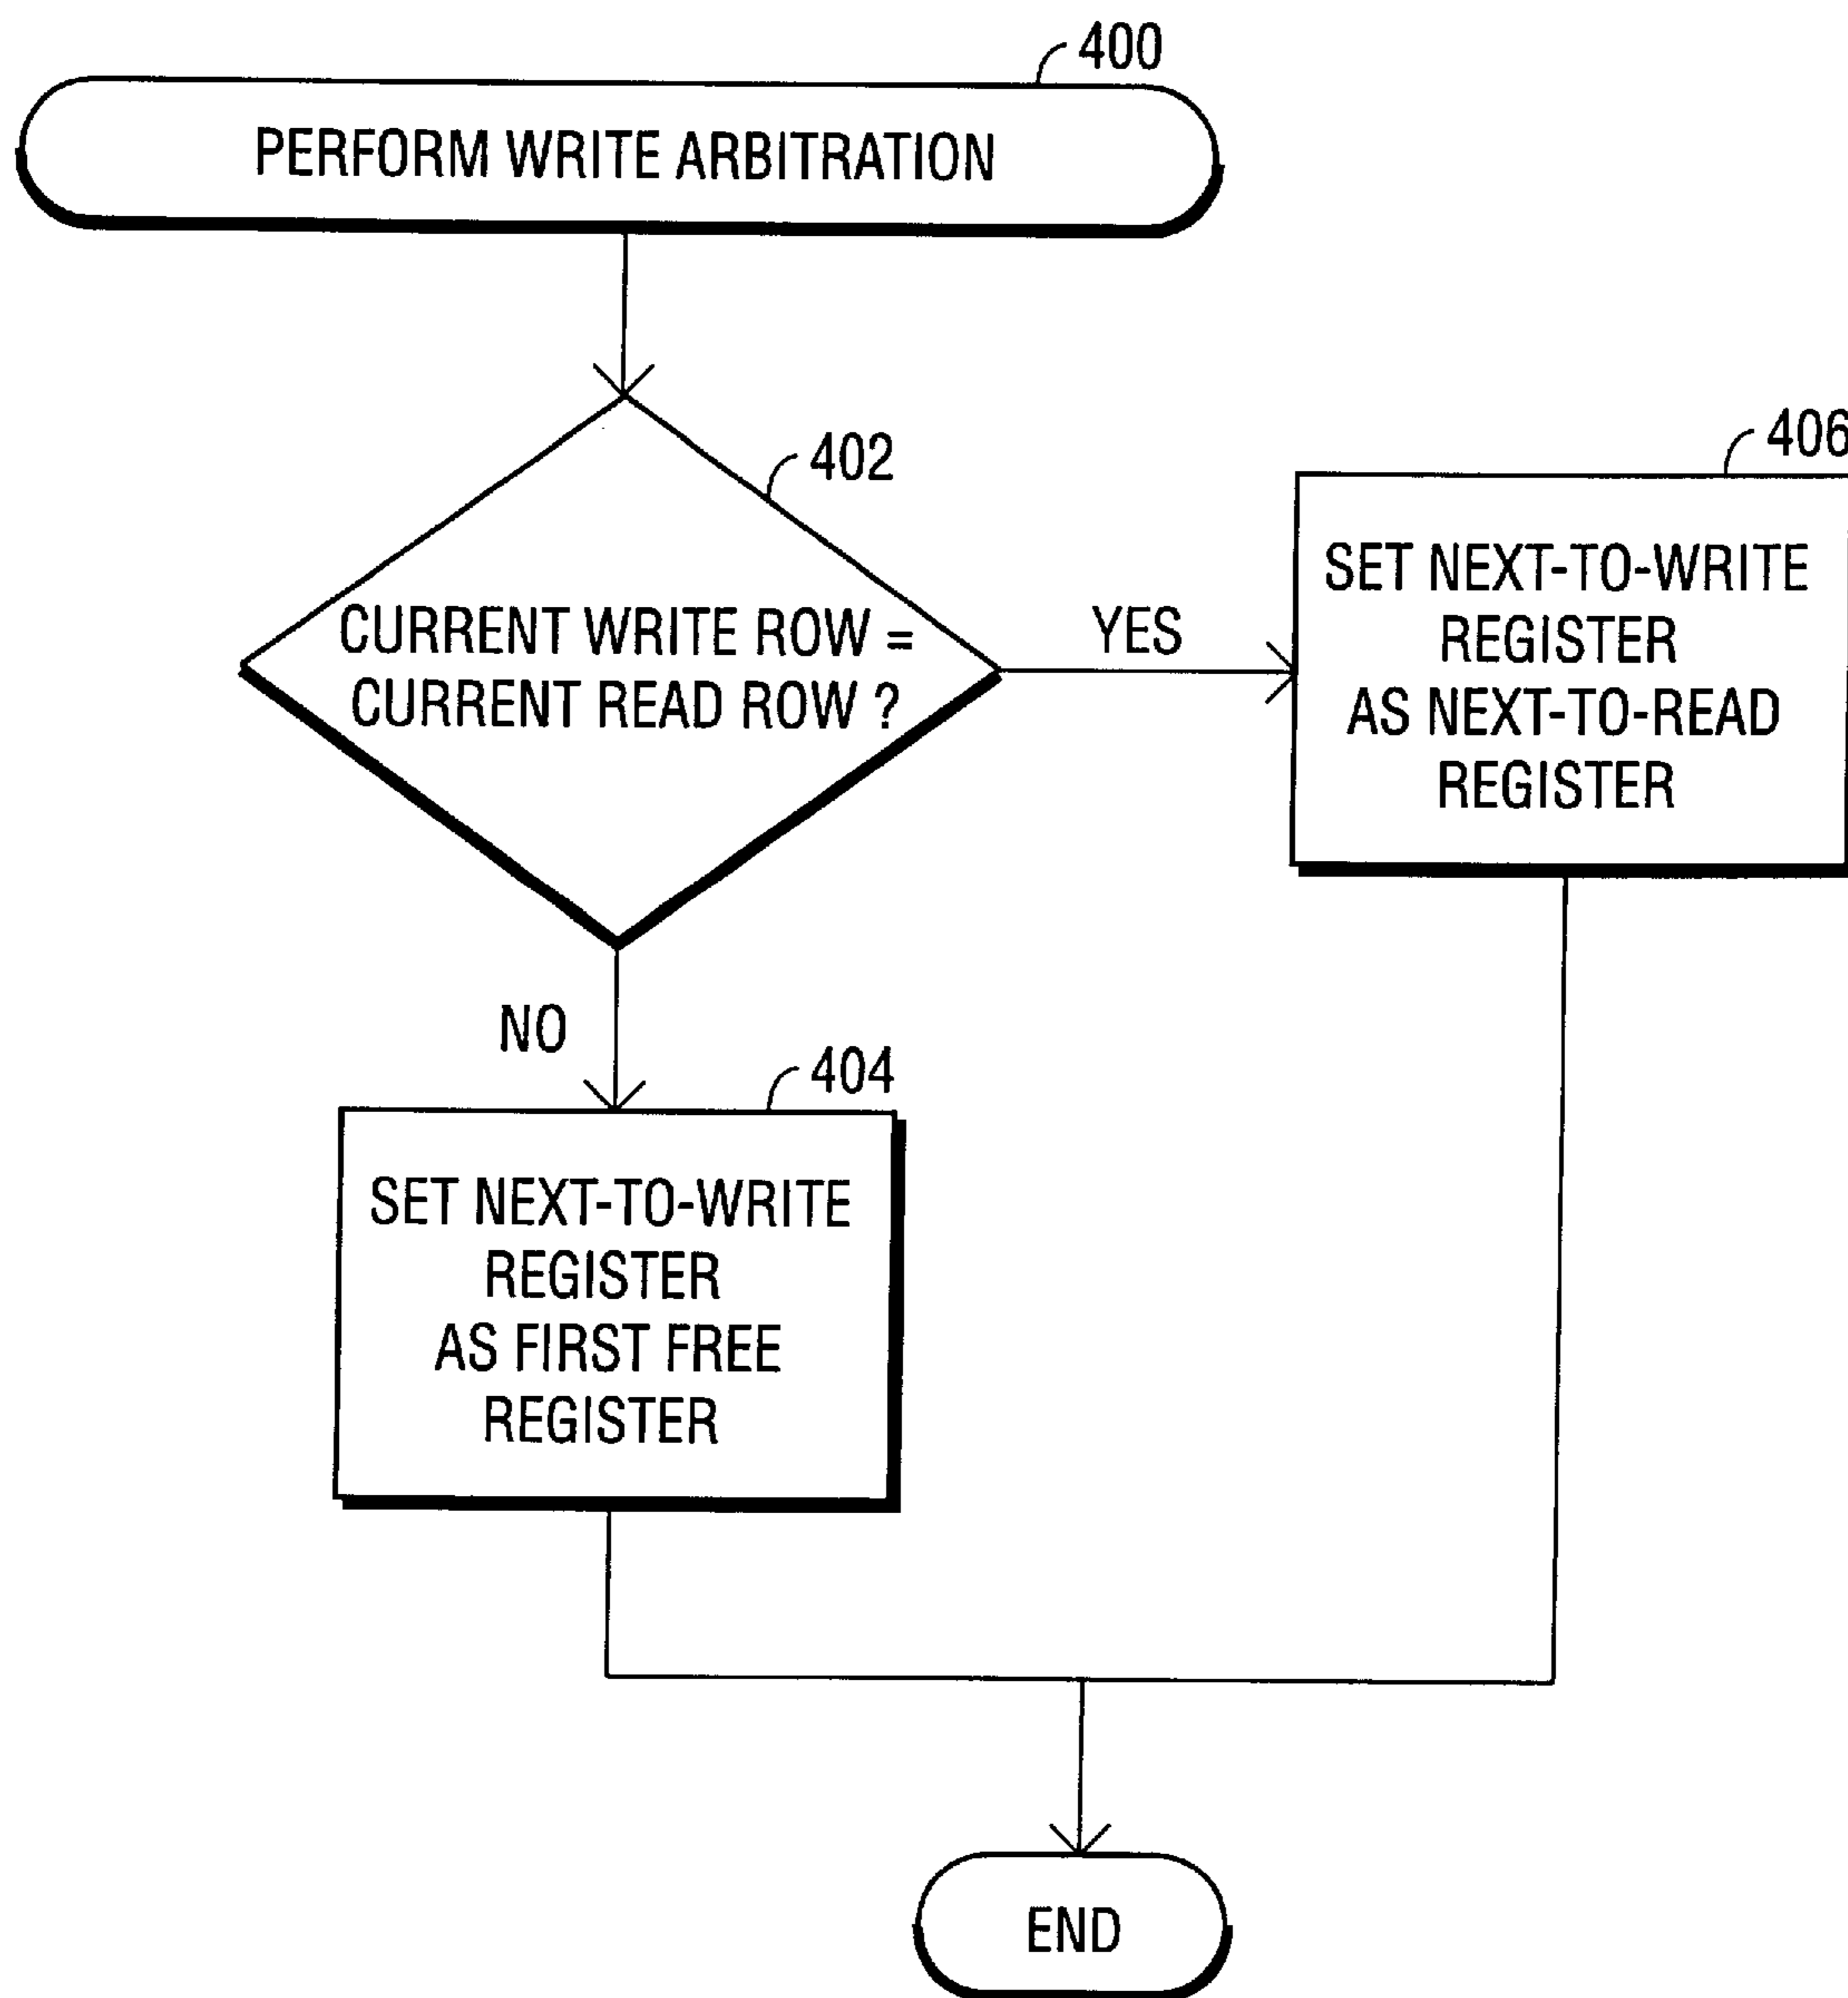 400
PERFORM WRITE ARBITRATION
402
CURRENT WRITE ROW =
CURRENT READ ROW ?
YES
406
SET NEXT-TO-WRITE
REGISTER
AS NEXT-TO-READ
REGISTER
NO
404
SET NEXT-TO-WRITE
REGISTER
AS FIRST FREE
REGISTER
END